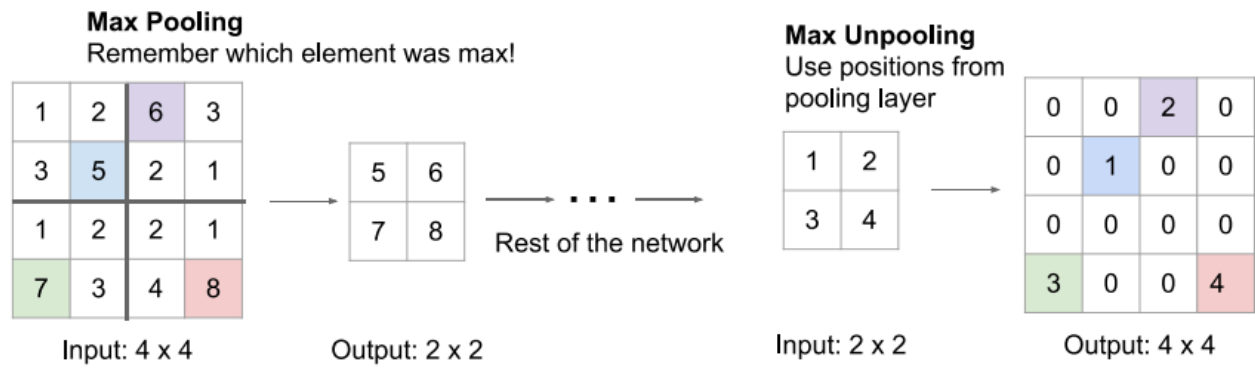 Max Pooling
Remember which element was max!
1 2 6 3
3 5 2 1
1 2 2 1
7 3 4 8
Input: 4 x 4
5 6
7 8
Output: 2 x 2
...
Rest of the network
Max Unpooling
Use positions from
pooling layer
1 2
3 4
Input: 2 x 2
0 0 2 0
0 1 0 0
0 0 0 0
3 0 0 4
Output: 4 x 4